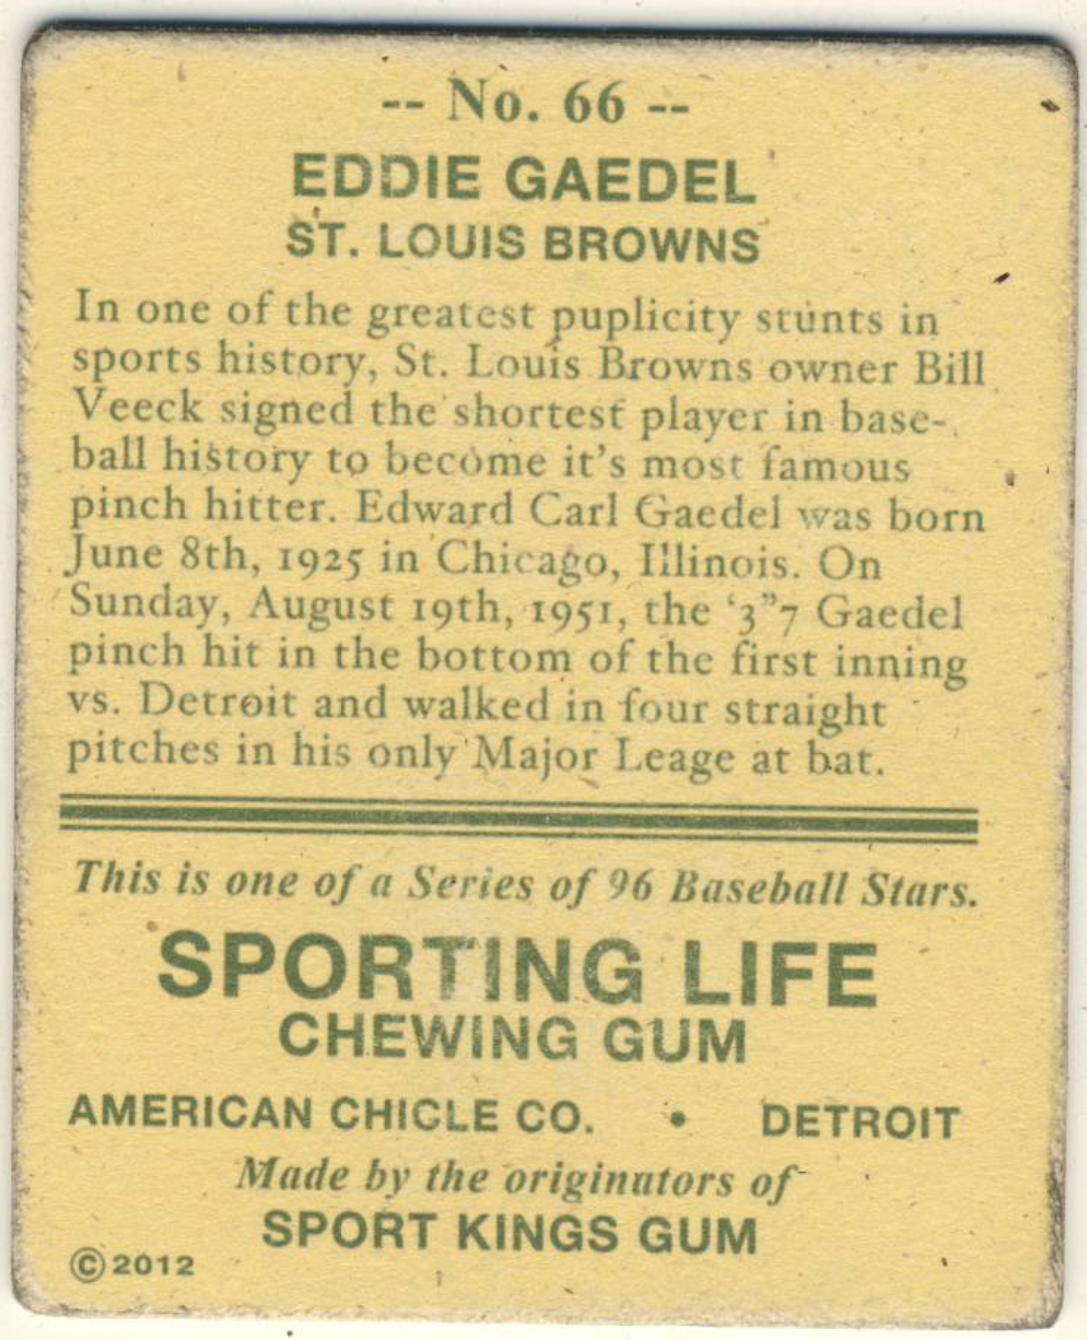 -- No. 66 --
EDDIE GAEDEL
ST. LOUIS BROWNS
In one of the greatest puplicity stunts in
sports history, St. Louis Browns owner Bill
Veeck signed the shortest player in base-
ball history to become it's most famous
pinch hitter. Edward Carl Gaedel was born
June 8th, 1925 in Chicago, Illinois. On
Sunday, August 19th, 1951, the ‘3”7 Gaedel
pinch hit in the bottom of the first inning
vs. Detroit and walked in four straight
pitches in his only Major Leage at bat.
This is one of a Series of 96 Baseball Stars.
SPORTING LIFE
CHEWING GUM
AMERICAN CHICLE CO. • DETROIT
Made by the originators of
SPORT KINGS GUM
©2012